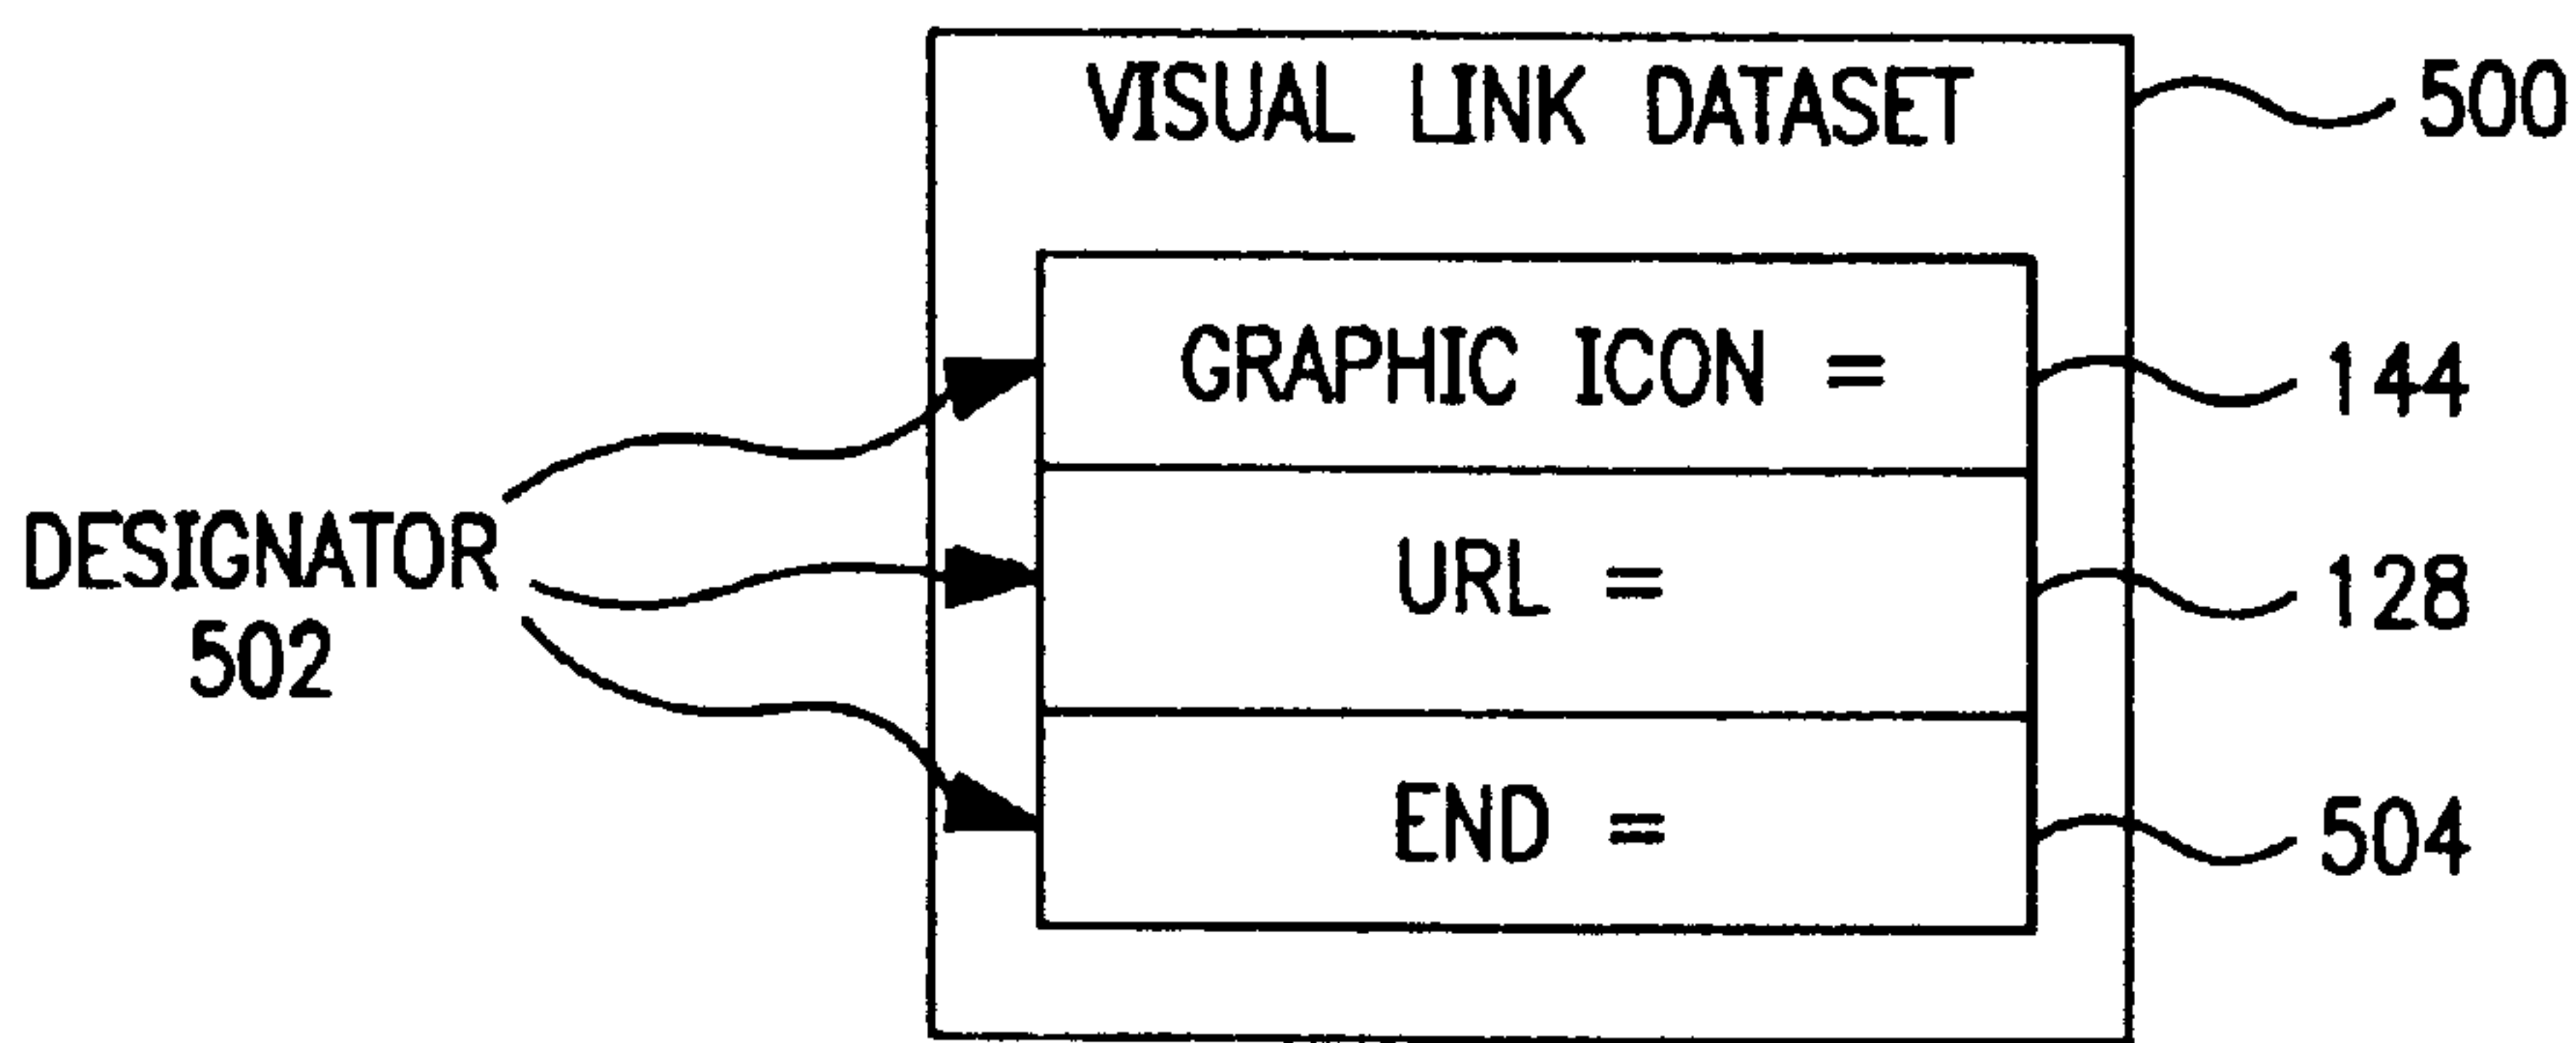 VISUAL LINK DATASET
500
GRAPHIC ICON =
144
DESIGNATOR
502
URL =
128
END =
504